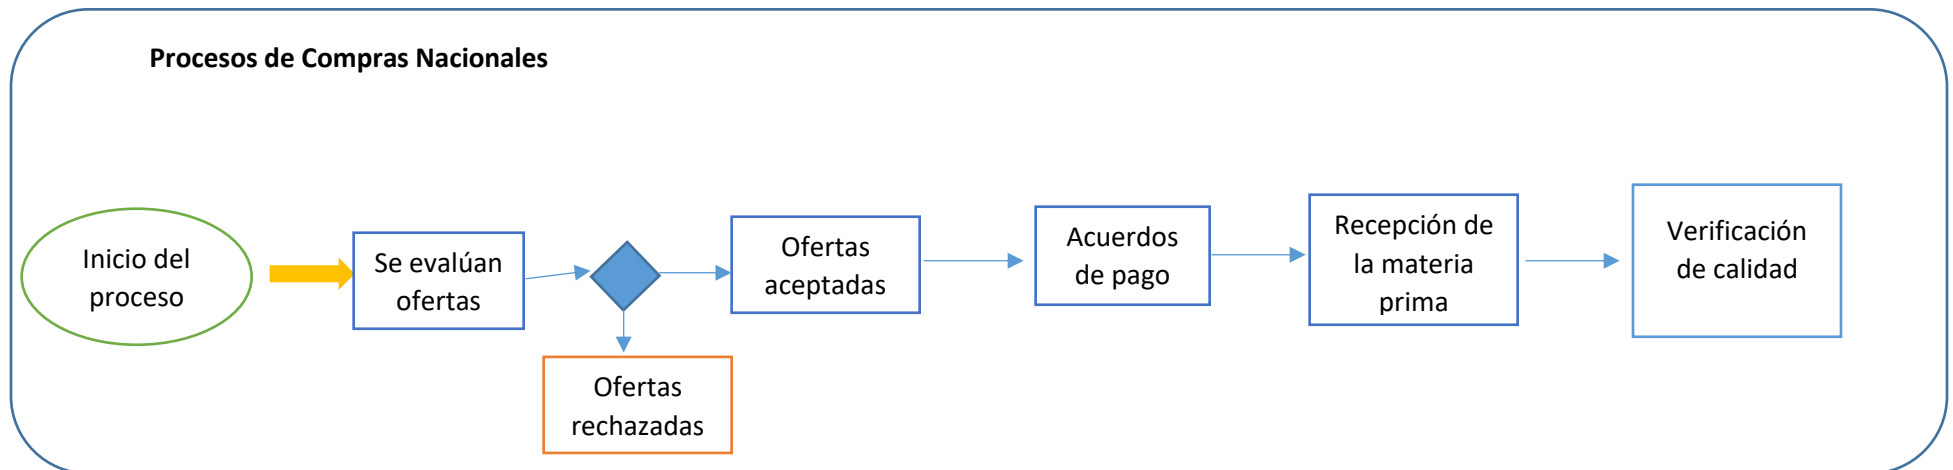 Procesos de Compras Nacionales
Inicio del
proceso
Se evalúan
ofertas
Ofertas
aceptadas
Ofertas
rechazadas
Acuerdos
de pago
Recepción de
la materia
prima
Verificación
de calidad